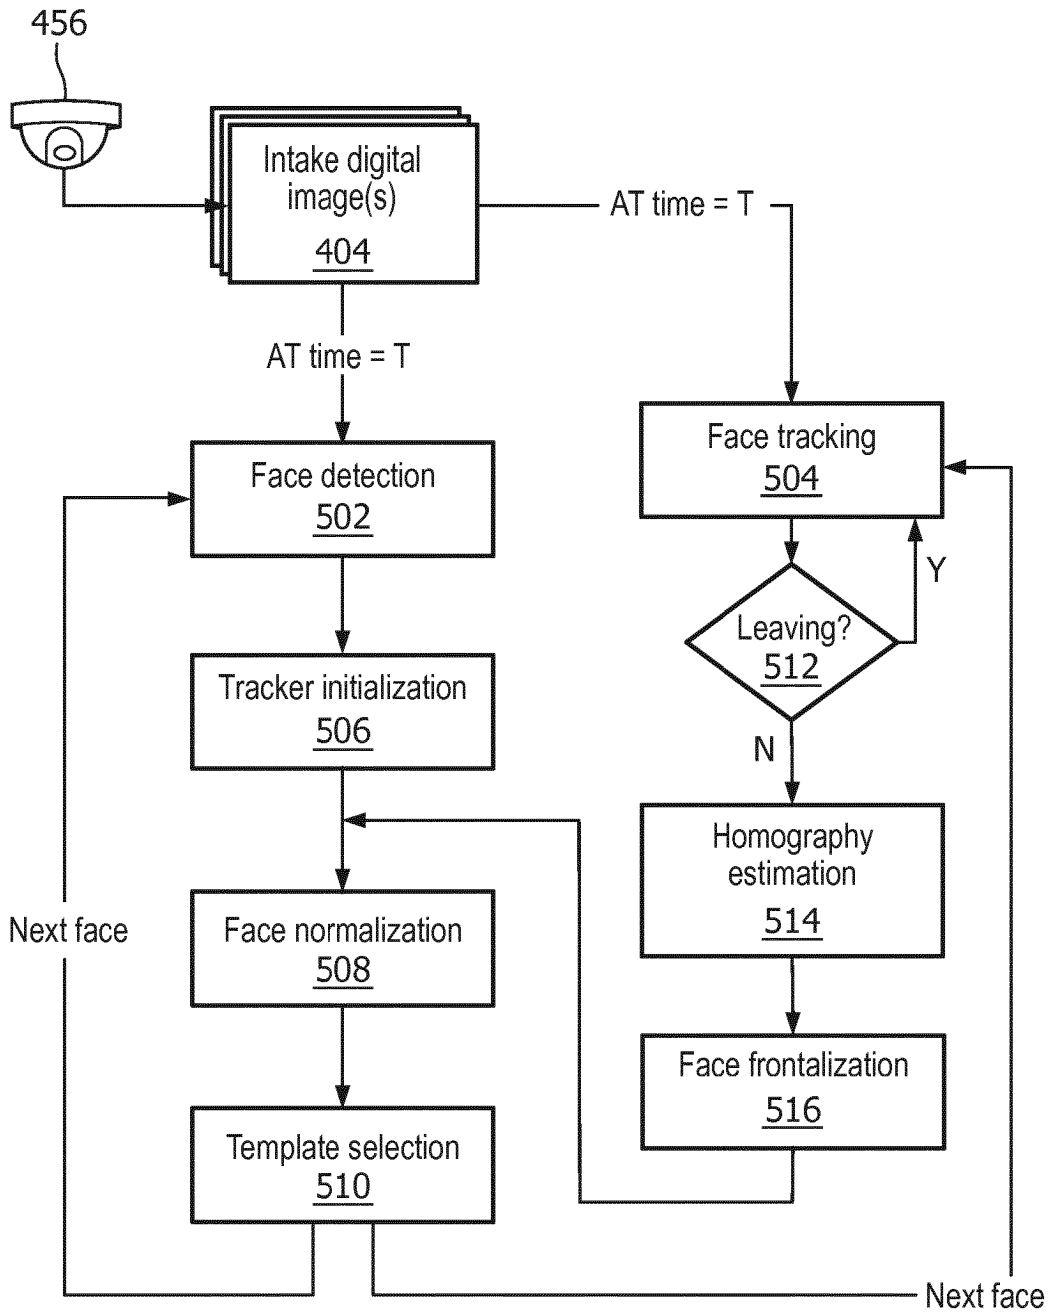 456
Intake digital
image(s)
404
AT time = T
AT time = T
Face detection
502
Face tracking
504
Y
Leaving?
512
N
Tracker initialization
506
Homography
estimation
514
Next face
Face normalization
508
Face frontalization
516
Template selection
510
Next face